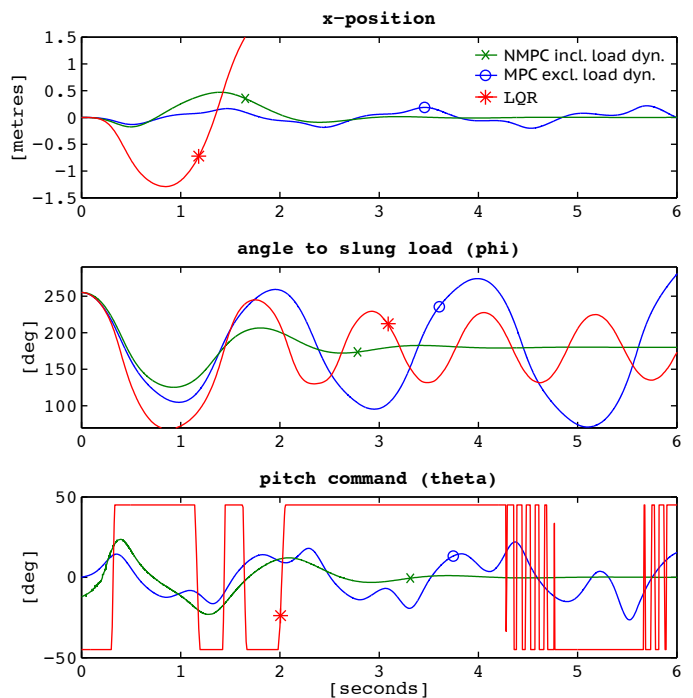 x-position
1.5
0.5
0
−0.5
−1
−1.5
[metres]
NMPC incl. load dyn.
MPC excl. load dyn.
LQR
0 1 2 3 4 5 6
angle to slung load (phi)
250
200
150
100
[deg]
0 1 2 3 4 5 6
pitch command (theta)
50
0
−50
[deg]
0 1 2 3 4 5 6
[seconds]